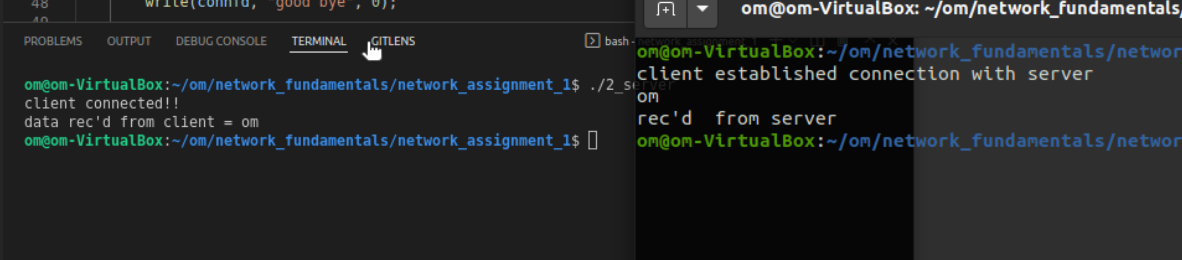 48 write(connfd, "good bye", 0);
49
PROBLEMS OUTPUT DEBUG CONSOLE TERMINAL GITLENS bash
om@om-VirtualBox:~/om/network_fundamentals/network_assignment_1$ ./2_server
client connected!!
data rec'd from client = om
om@om-VirtualBox:~/om/network_fundamentals/network_assignment_1$
om@om-VirtualBox: ~/om/network_fundamentals/
om@om-VirtualBox:~/om/network_fundamentals/networ
client established connection with server
om
rec'd  from server
om@om-VirtualBox:~/om/network_fundamentals/networ